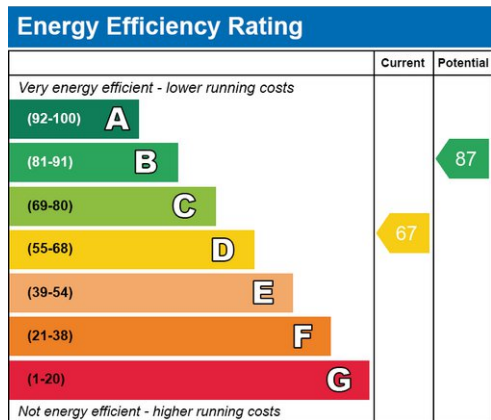 Energy Efficiency Rating
Current Potential
Very energy efficient - lower running costs
(92-100) A
(81-91) B
87
(69-80) C
(55-68) D
67
(39-54) E
(21-38) F
(1-20) G
Not energy efficient - higher running costs